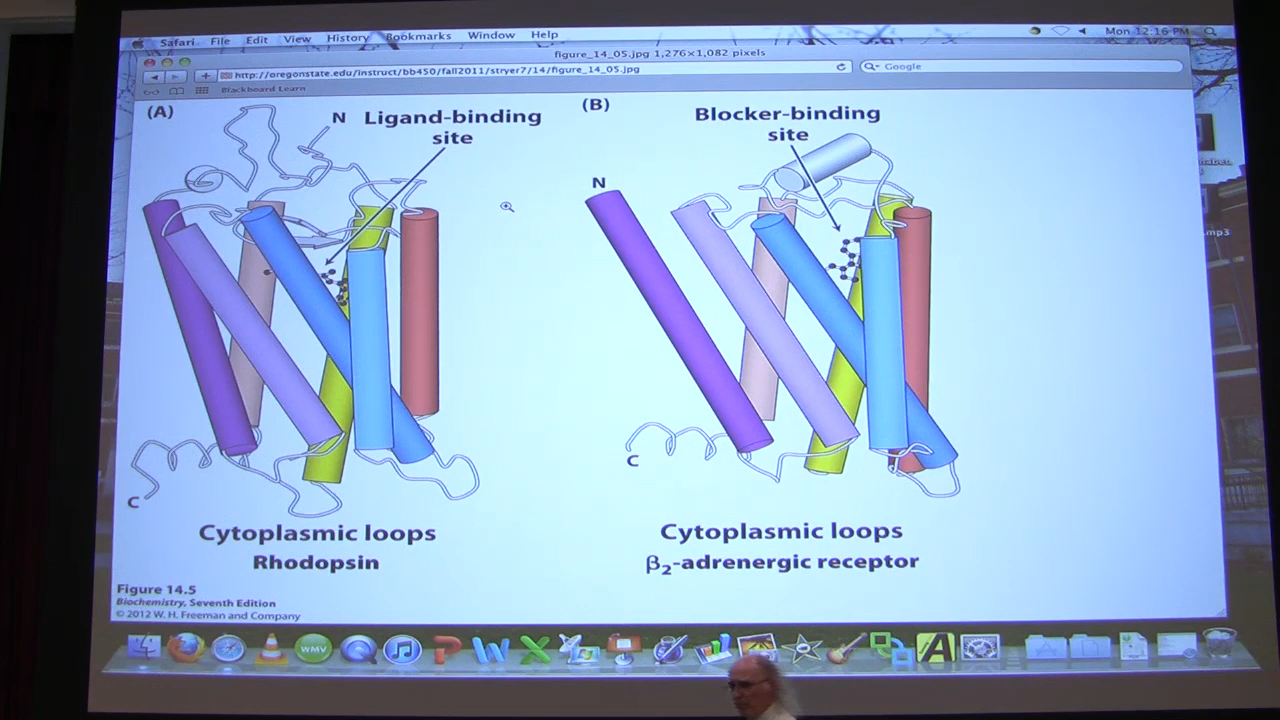 Safari File Edit View History Bookmarks Window Help Mon 12:16 PM
figure_14_05.jpg 1,276×1,082 pixels
http://oregonstate.edu/instruct/bb450/fall2011/stryer7/14/figure_14_05.jpg
Google
Blackboard Learn
(A)
N
Ligand-binding
site
C
Cytoplasmic loops
Rhodopsin
(B)
Blocker-binding
site
N
C
Cytoplasmic loops
β2-adrenergic receptor
Figure 14.5
Biochemistry, Seventh Edition
© 2012 W. H. Freeman and Company
.mp3
WMV